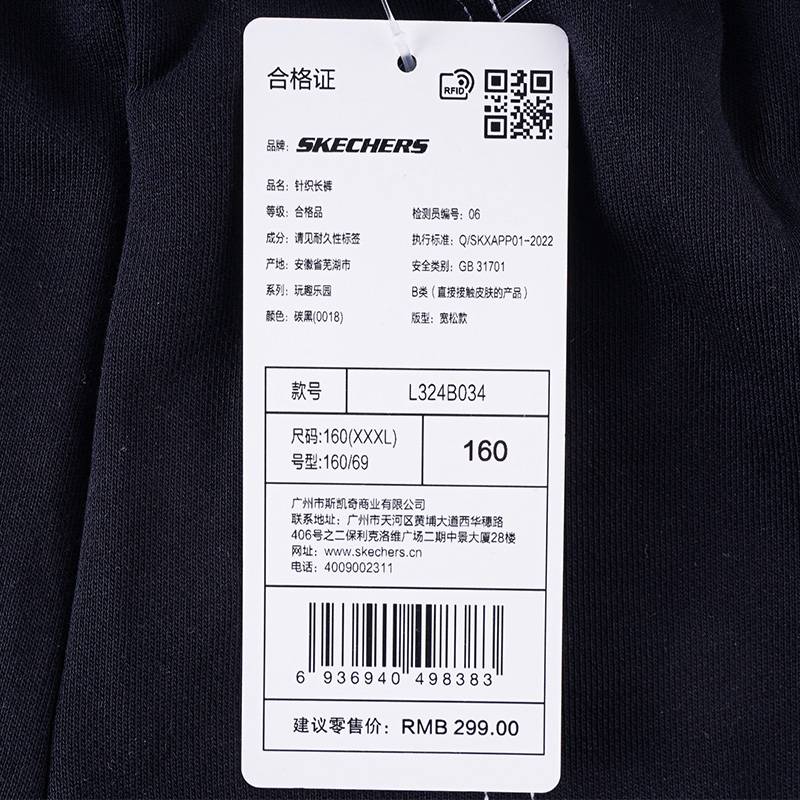 合格证
RFID
品牌: SKECHERS
品名: 针织长裤
等级: 合格品
检测员编号: 06
成分: 请见耐久性标签
执行标准: Q/SKXAPP01-2022
产地: 安徽省芜湖市
安全类别: GB 31701
系列: 玩趣乐园
B类（直接接触皮肤的产品）
颜色: 碳黑(0018)
版型: 宽松款
款号
L324B034
尺码:160(XXXL)
号型:160/69
160
广州市斯凯奇商业有限公司
联系地址: 广州市天河区黄埔大道西华穗路
406号之二保利克洛维广场二期中景大厦28楼
网址: www.skechers.cn
电话: 4009002311
6 936940 498383
建议零售价: RMB 299.00